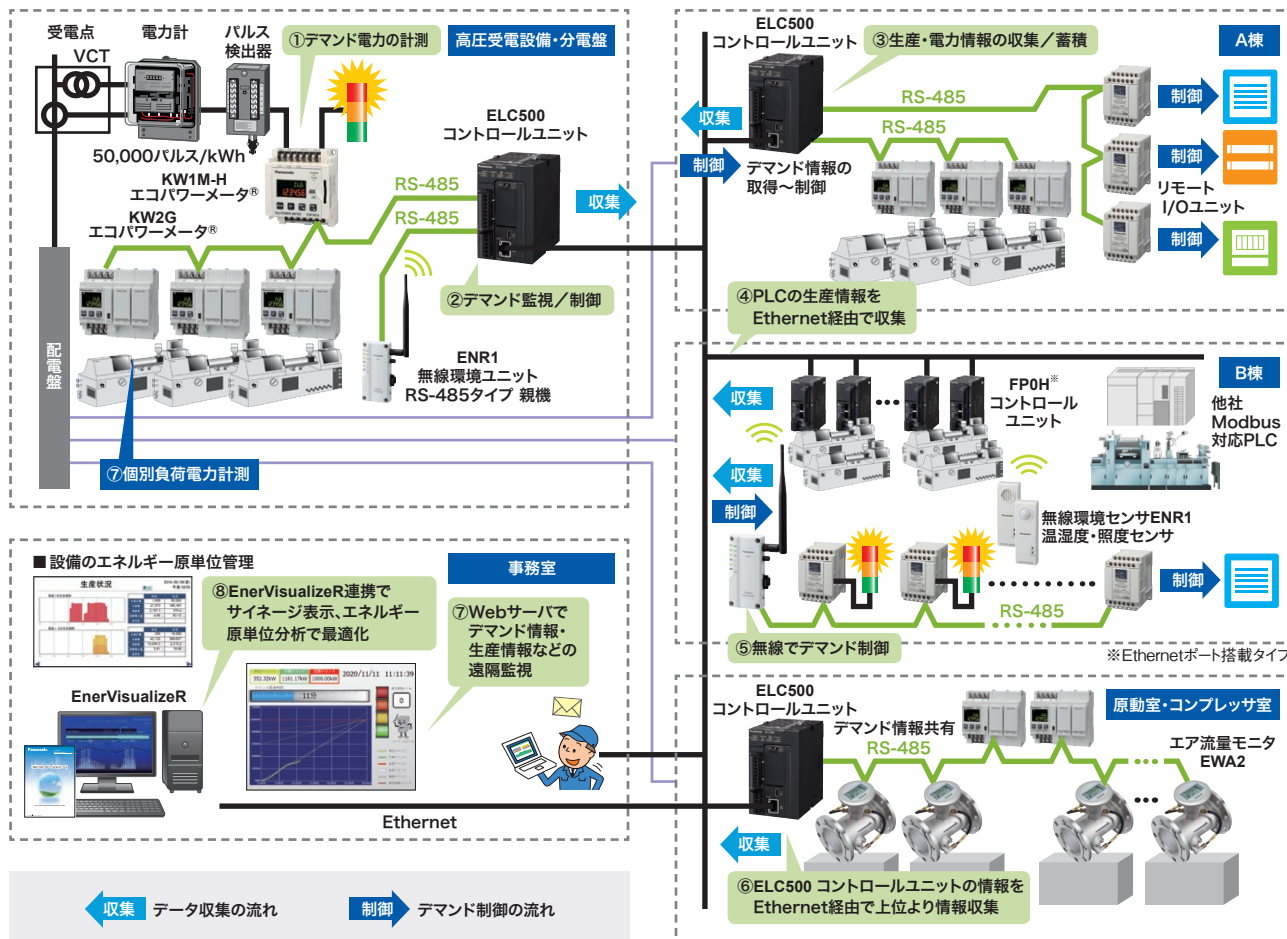 受電点
電力計
パルス
検出器
VCT
①デマンド電力の計測
高圧受電設備・分電盤
50,000パルス/kWh
KW1M-H
エコパワーメータ®
KW2G
エコパワーメータ®
RS-485
RS-485
ELC500
コントロールユニット
収集
②デマンド監視／制御
ENR1
無線環境ユニット
RS-485タイプ 親機
配電盤
⑦個別負荷電力計測
ELC500
コントロールユニット
③生産・電力情報の収集／蓄積
A棟
収集
制御
RS-485
RS-485
デマンド情報の
取得～制御
制御
制御
リモート
I/Oユニット
制御
④PLCの生産情報を
Ethernet経由で収集
B棟
収集
FP0H※
コントロール
ユニット
他社
Modbus
対応PLC
収集
制御
無線環境センサENR1
温湿度・照度センサ
制御
RS-485
⑤無線でデマンド制御
※Ethernetポート搭載タイプ
■設備のエネルギー原単位管理
事務室
生産状況
⑧EnerVisualizeR連携で
サイネージ表示、エネルギー
原単位分析で最適化
⑦Webサーバで
デマンド情報・
生産情報などの
遠隔監視
352.32kW
1161.17kW
1000.00kW
2020/11/11 11:11:39
11分
0
EnerVisualizeR
Panasonic
Ethernet
ELC500
コントロールユニット
デマンド情報共有
RS-485
原動室・コンプレッサ室
エア流量モニタ
EWA2
収集
⑥ELC500 コントロールユニットの情報を
Ethernet経由で上位より情報収集
収集 データ収集の流れ
制御 デマンド制御の流れ